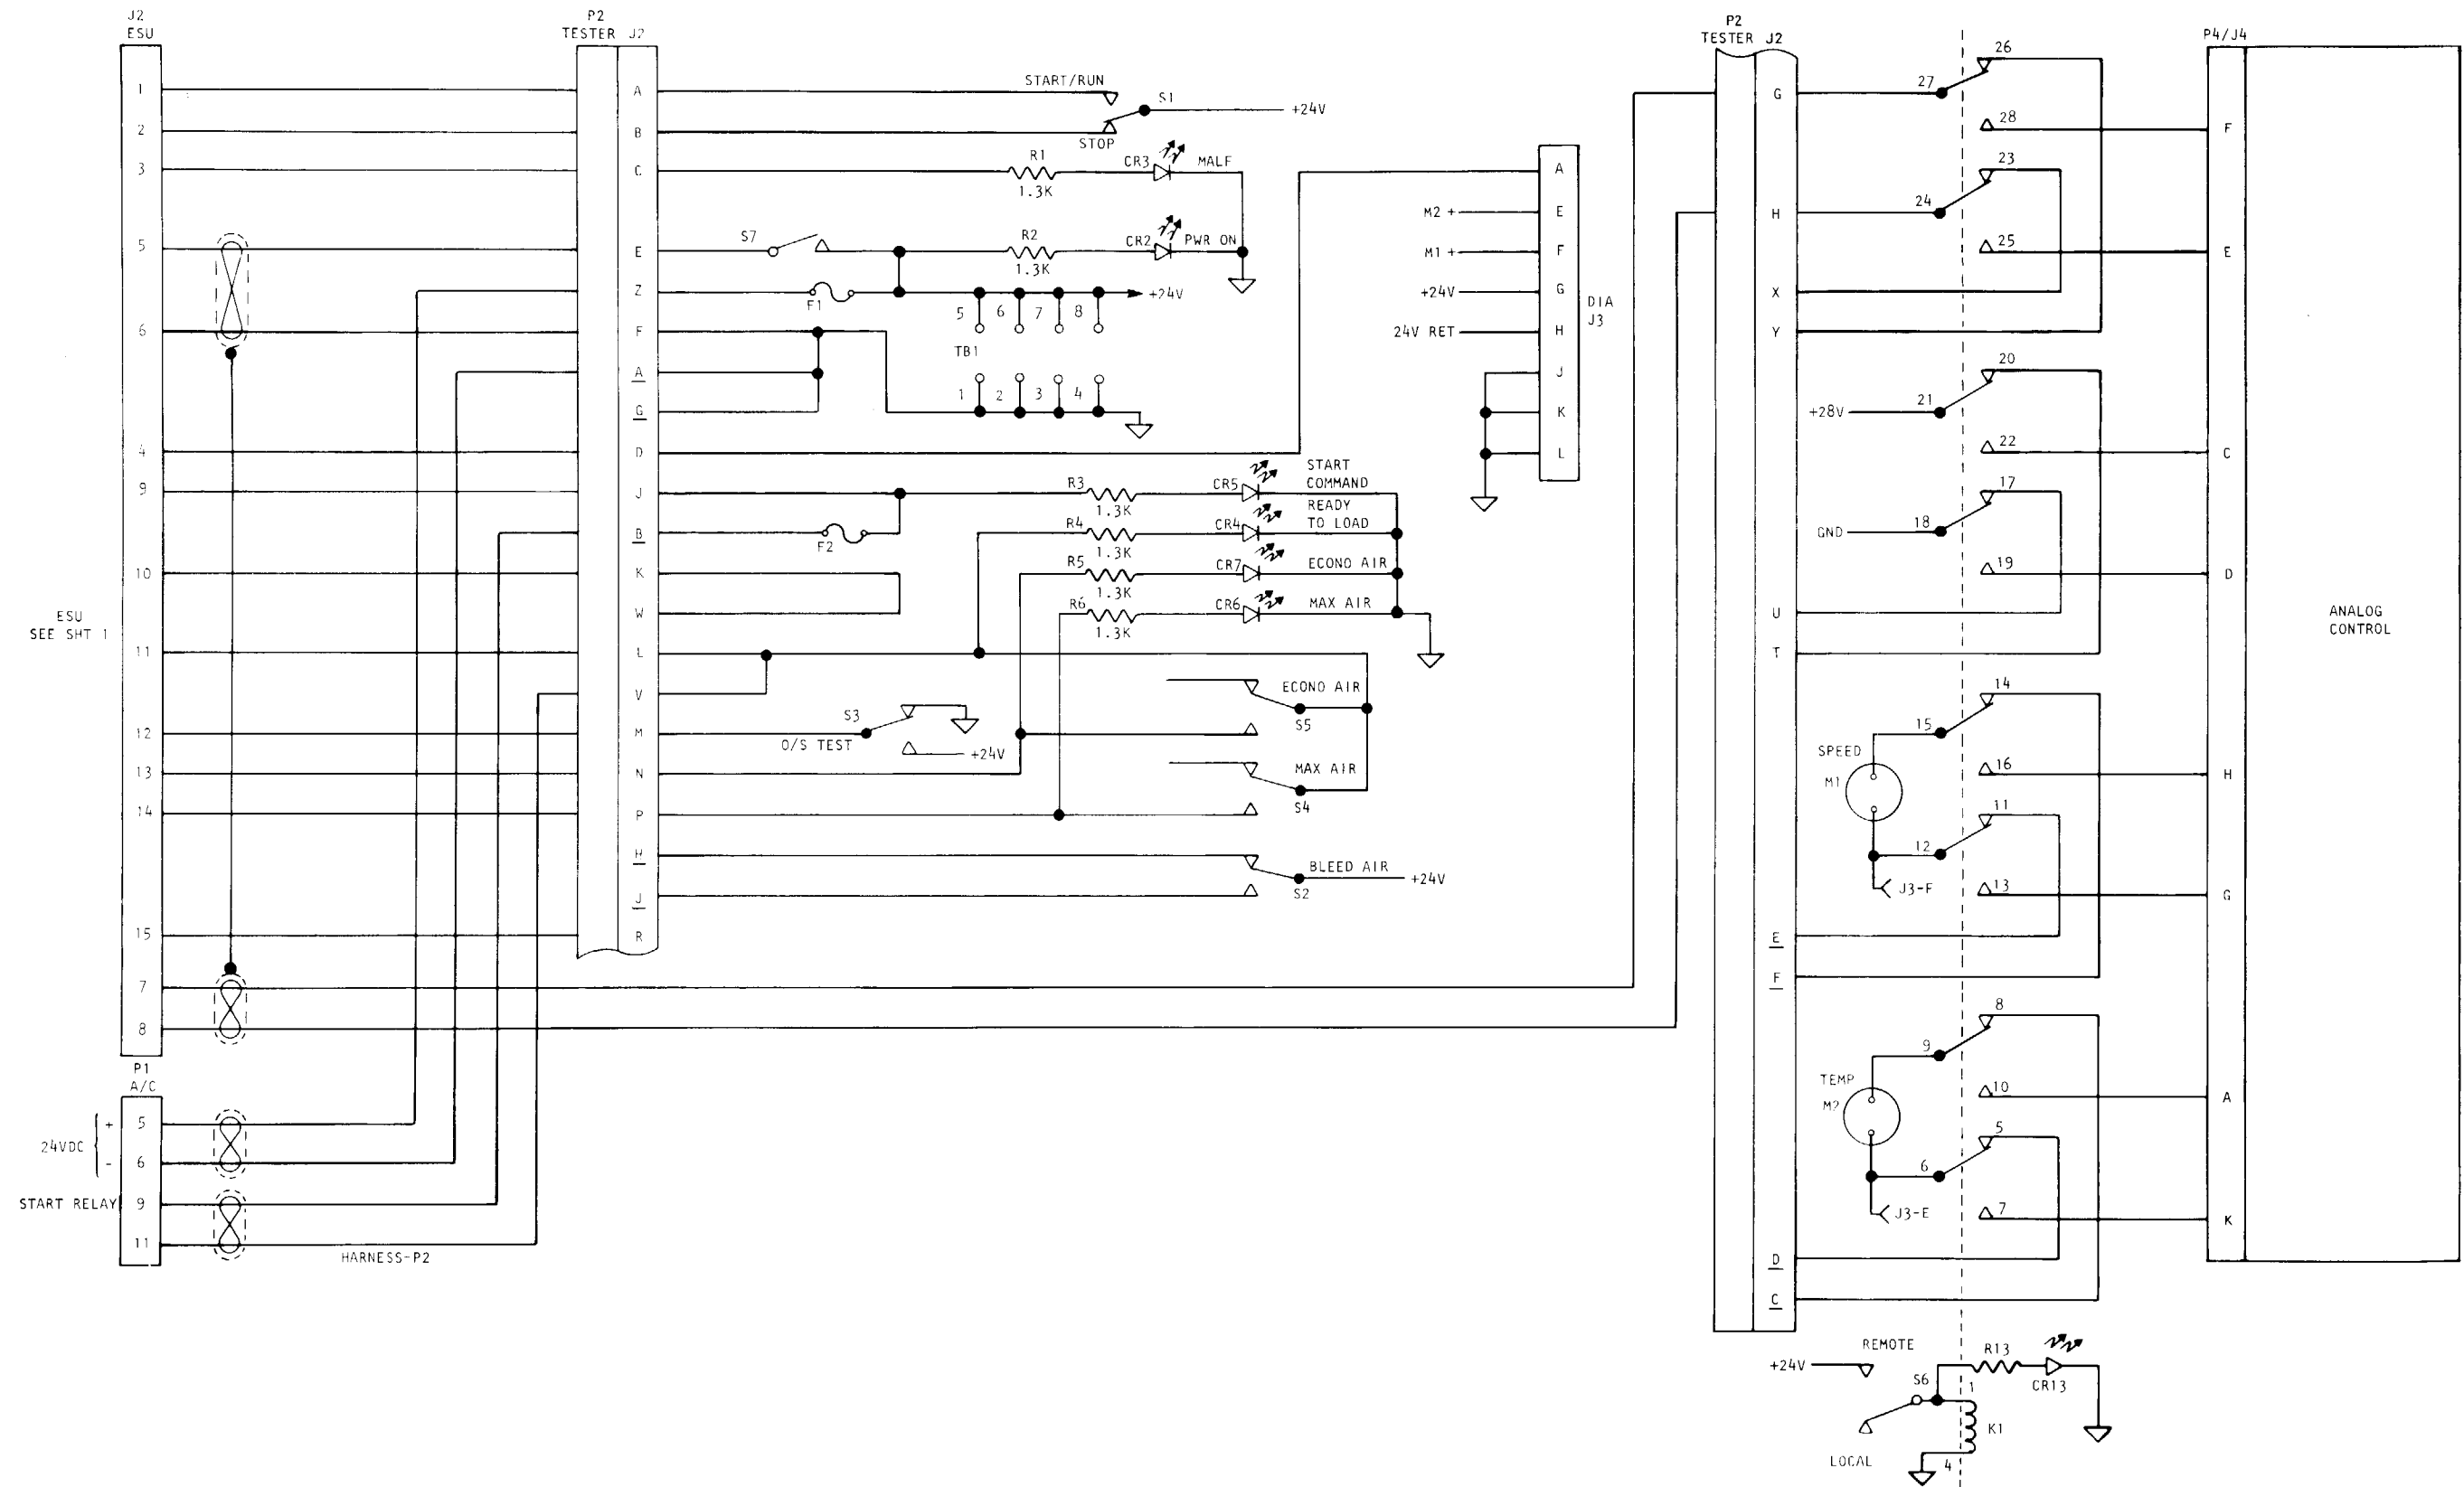 J2
ESU
1
2
3
5
6
4
9
10
11
12
13
14
15
7
8
ESU
SEE SHT 1
P1
A/C
24VDC
+ 5
- 6
START RELAY 9
11
HARNESS-P2
P2
TESTER J2
A
B
C
E
Z
F
A
G
D
J
B
K
W
L
V
M
N
P
H
J
R
START/RUN
S1
+24V
STOP
R1
1.3K
CR3
MALF
S7
R2
1.3K
CR2
PWR ON
F1
+24V
5 6 7 8
TB1
1 2 3 4
R3
1.3K
CR5
START
COMMAND
F2
R4
1.3K
CR4
READY
TO LOAD
R5
1.3K
CR7
ECONO AIR
R6
1.3K
CR6
MAX AIR
ECONO AIR
S5
S3
O/S TEST
+24V
MAX AIR
S4
BLEED AIR
+24V
S2
A
M2 + E
M1 + F
+24V G
24V RET H
J
K
L
DIA
J3
P2
TESTER J2
G
H
X
Y
U
T
E
F
D
C
26
27
28
23
24
25
20
+28V 21
22
17
GND 18
19
14
15
SPEED
M1
16
11
12
J3-F
13
8
9
TEMP
M2
10
5
6
J3-E
7
P4/J4
F
E
C
D
H
G
A
K
ANALOG
CONTROL
REMOTE
+24V
R13
CR13
S6
1
K1
LOCAL
4